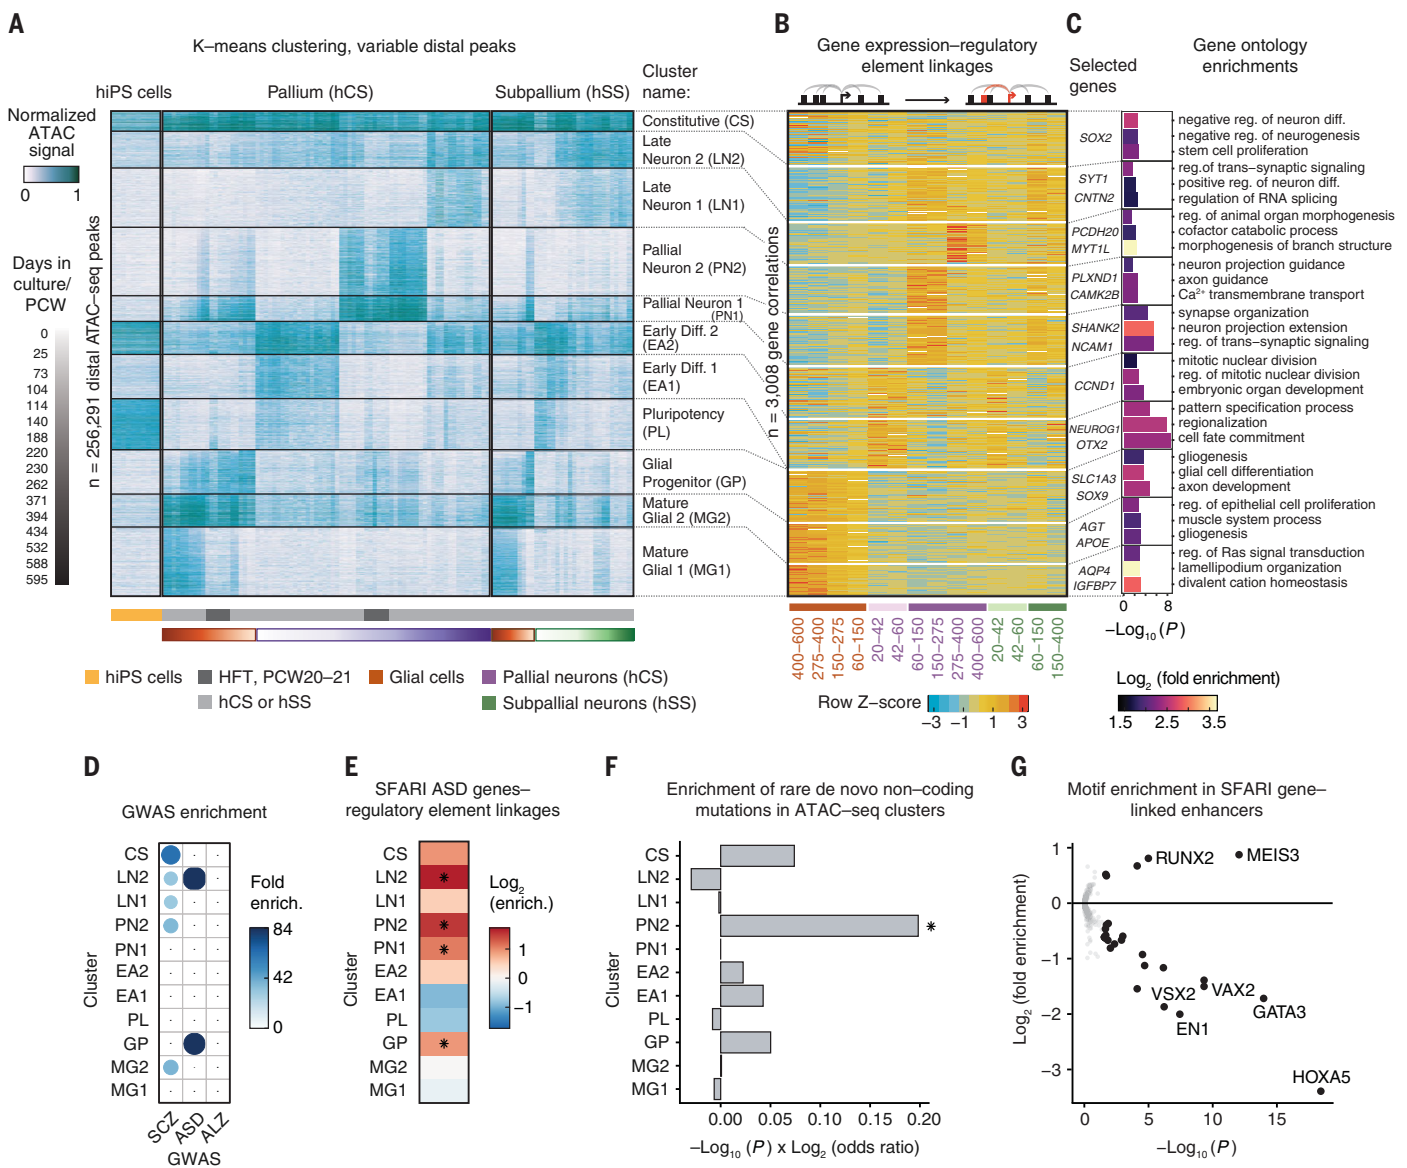 A
K–means clustering, variable distal peaks
hiPS cells
Pallium (hCS)
Subpallium (hSS)
Cluster
name:
Normalized
ATAC
signal
0
1
Days in
culture/
PCW
0
25
73
104
114
140
188
220
230
262
371
394
434
532
588
595
n = 256,291 distal ATAC–seq peaks
Constitutive (CS)
Late
Neuron 2 (LN2)
Late
Neuron 1 (LN1)
Pallial
Neuron 2 (PN2)
Pallial Neuron 1
(PN1)
Early Diff. 2
(EA2)
Early Diff. 1
(EA1)
Pluripotency
(PL)
Glial
Progenitor (GP)
Mature
Glial 2 (MG2)
Mature
Glial 1 (MG1)
hiPS cells
HFT, PCW20–21
hCS or hSS
Glial cells
Pallial neurons (hCS)
Subpallial neurons (hSS)
B
Gene expression–regulatory
element linkages
n = 3,008 gene correlations
400–600
275–400
150–275
60–150
20–42
42–60
60–150
150–275
275–400
400–600
20–42
42–60
60–150
150–400
Row Z–score
−3 −1 1 3
C
Selected
genes
Gene ontology
enrichments
SOX2
SYT1
CNTN2
PCDH20
MYT1L
PLXND1
CAMK2B
SHANK2
NCAM1
CCND1
NEUROG1
OTX2
SLC1A3
SOX9
AGT
APOE
AQP4
IGFBP7
negative reg. of neuron diff.
negative reg. of neurogenesis
stem cell proliferation
reg.of trans–synaptic signaling
positive reg. of neuron diff.
regulation of RNA splicing
reg. of animal organ morphogenesis
cofactor catabolic process
morphogenesis of branch structure
neuron projection guidance
axon guidance
Ca²⁺ transmembrane transport
synapse organization
neuron projection extension
reg. of trans–synaptic signaling
mitotic nuclear division
reg. of mitotic nuclear division
embryonic organ development
pattern specification process
regionalization
cell fate commitment
gliogenesis
glial cell differentiation
axon development
reg. of epithelial cell proliferation
muscle system process
gliogenesis
reg. of Ras signal transduction
lamellipodium organization
divalent cation homeostasis
0 8
−Log₁₀ (P)
Log₂ (fold enrichment)
1.5 2.5 3.5
D
GWAS enrichment
Cluster
CS
LN2
LN1
PN2
PN1
EA2
EA1
PL
GP
MG2
MG1
SCZ
ASD
ALZ
GWAS
Fold
enrich.
84
42
0
E
SFARI ASD genes–
regulatory element linkages
Cluster
CS
LN2
LN1
PN2
PN1
EA2
EA1
PL
GP
MG2
MG1
*
*
*
*
Log₂
(enrich.)
1
0
−1
F
Enrichment of rare de novo non–coding
mutations in ATAC–seq clusters
Cluster
CS
LN2
LN1
PN2
PN1
EA2
EA1
PL
GP
MG2
MG1
*
0.00 0.05 0.10 0.15 0.20
−Log₁₀ (P) x Log₂ (odds ratio)
G
Motif enrichment in SFARI gene–
linked enhancers
Log₂ (fold enrichment)
1
0
−1
−2
−3
RUNX2
MEIS3
VSX2
VAX2
GATA3
EN1
HOXA5
0 5 10 15
−Log₁₀ (P)